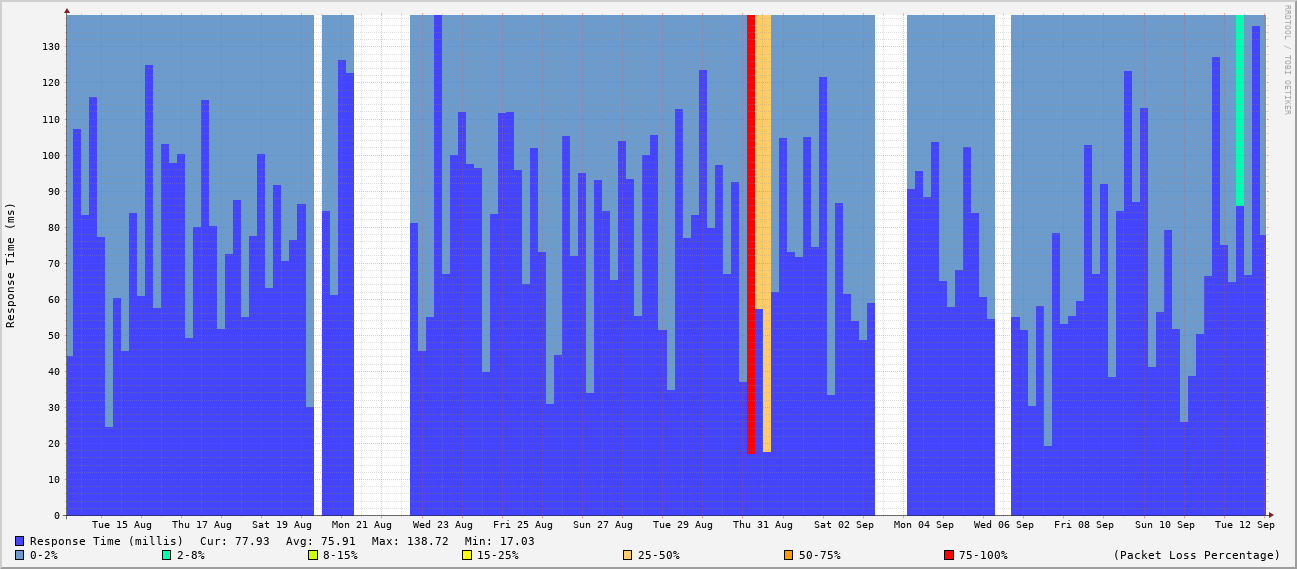 RRDTOOL / TOBI OETIKER
Response Time (ms)
130
120
110
100
90
80
70
60
50
40
30
20
10
0
Tue 15 Aug Thu 17 Aug Sat 19 Aug Mon 21 Aug Wed 23 Aug Fri 25 Aug Sun 27 Aug Tue 29 Aug Thu 31 Aug Sat 02 Sep Mon 04 Sep Wed 06 Sep Fri 08 Sep Sun 10 Sep Tue 12 Sep
Response Time (millis) Cur: 77.93 Avg: 75.91 Max: 138.72 Min: 17.03
0-2% 2-8% 8-15% 15-25% 25-50% 50-75% 75-100% (Packet Loss Percentage)